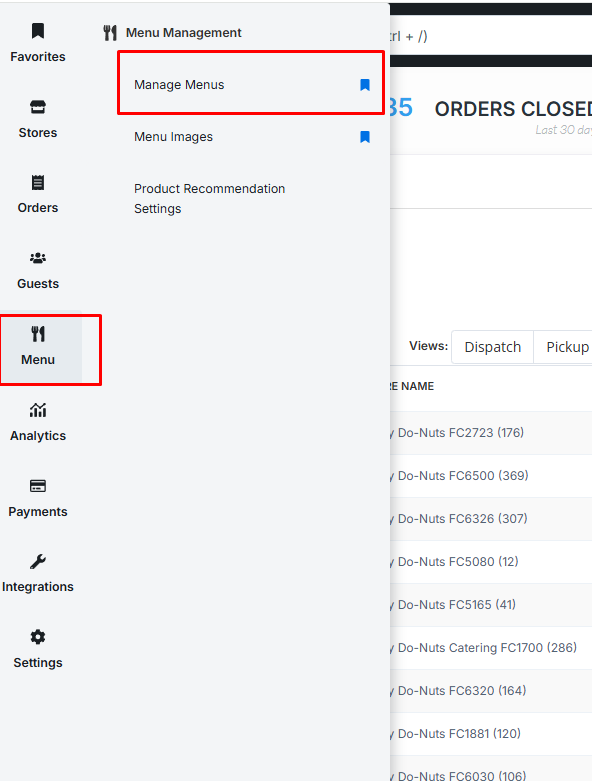 Favorites
Stores
Orders
Guests
Menu
Analytics
Payments
Integrations
Settings
Menu Management
Manage Menus
Menu Images
Product Recommendation
Settings
+ /)
35 ORDERS CLOSED
Last 30
Views: Dispatch Pickup
NAME
Do-Nuts FC2723 (176)
Do-Nuts FC6500 (369)
Do-Nuts FC6326 (307)
Do-Nuts FC5080 (12)
Do-Nuts FC5165 (41)
Do-Nuts Catering FC1700 (286)
Do-Nuts FC6320 (164)
Do-Nuts FC1881 (120)
Do-Nuts FC6030 (106)